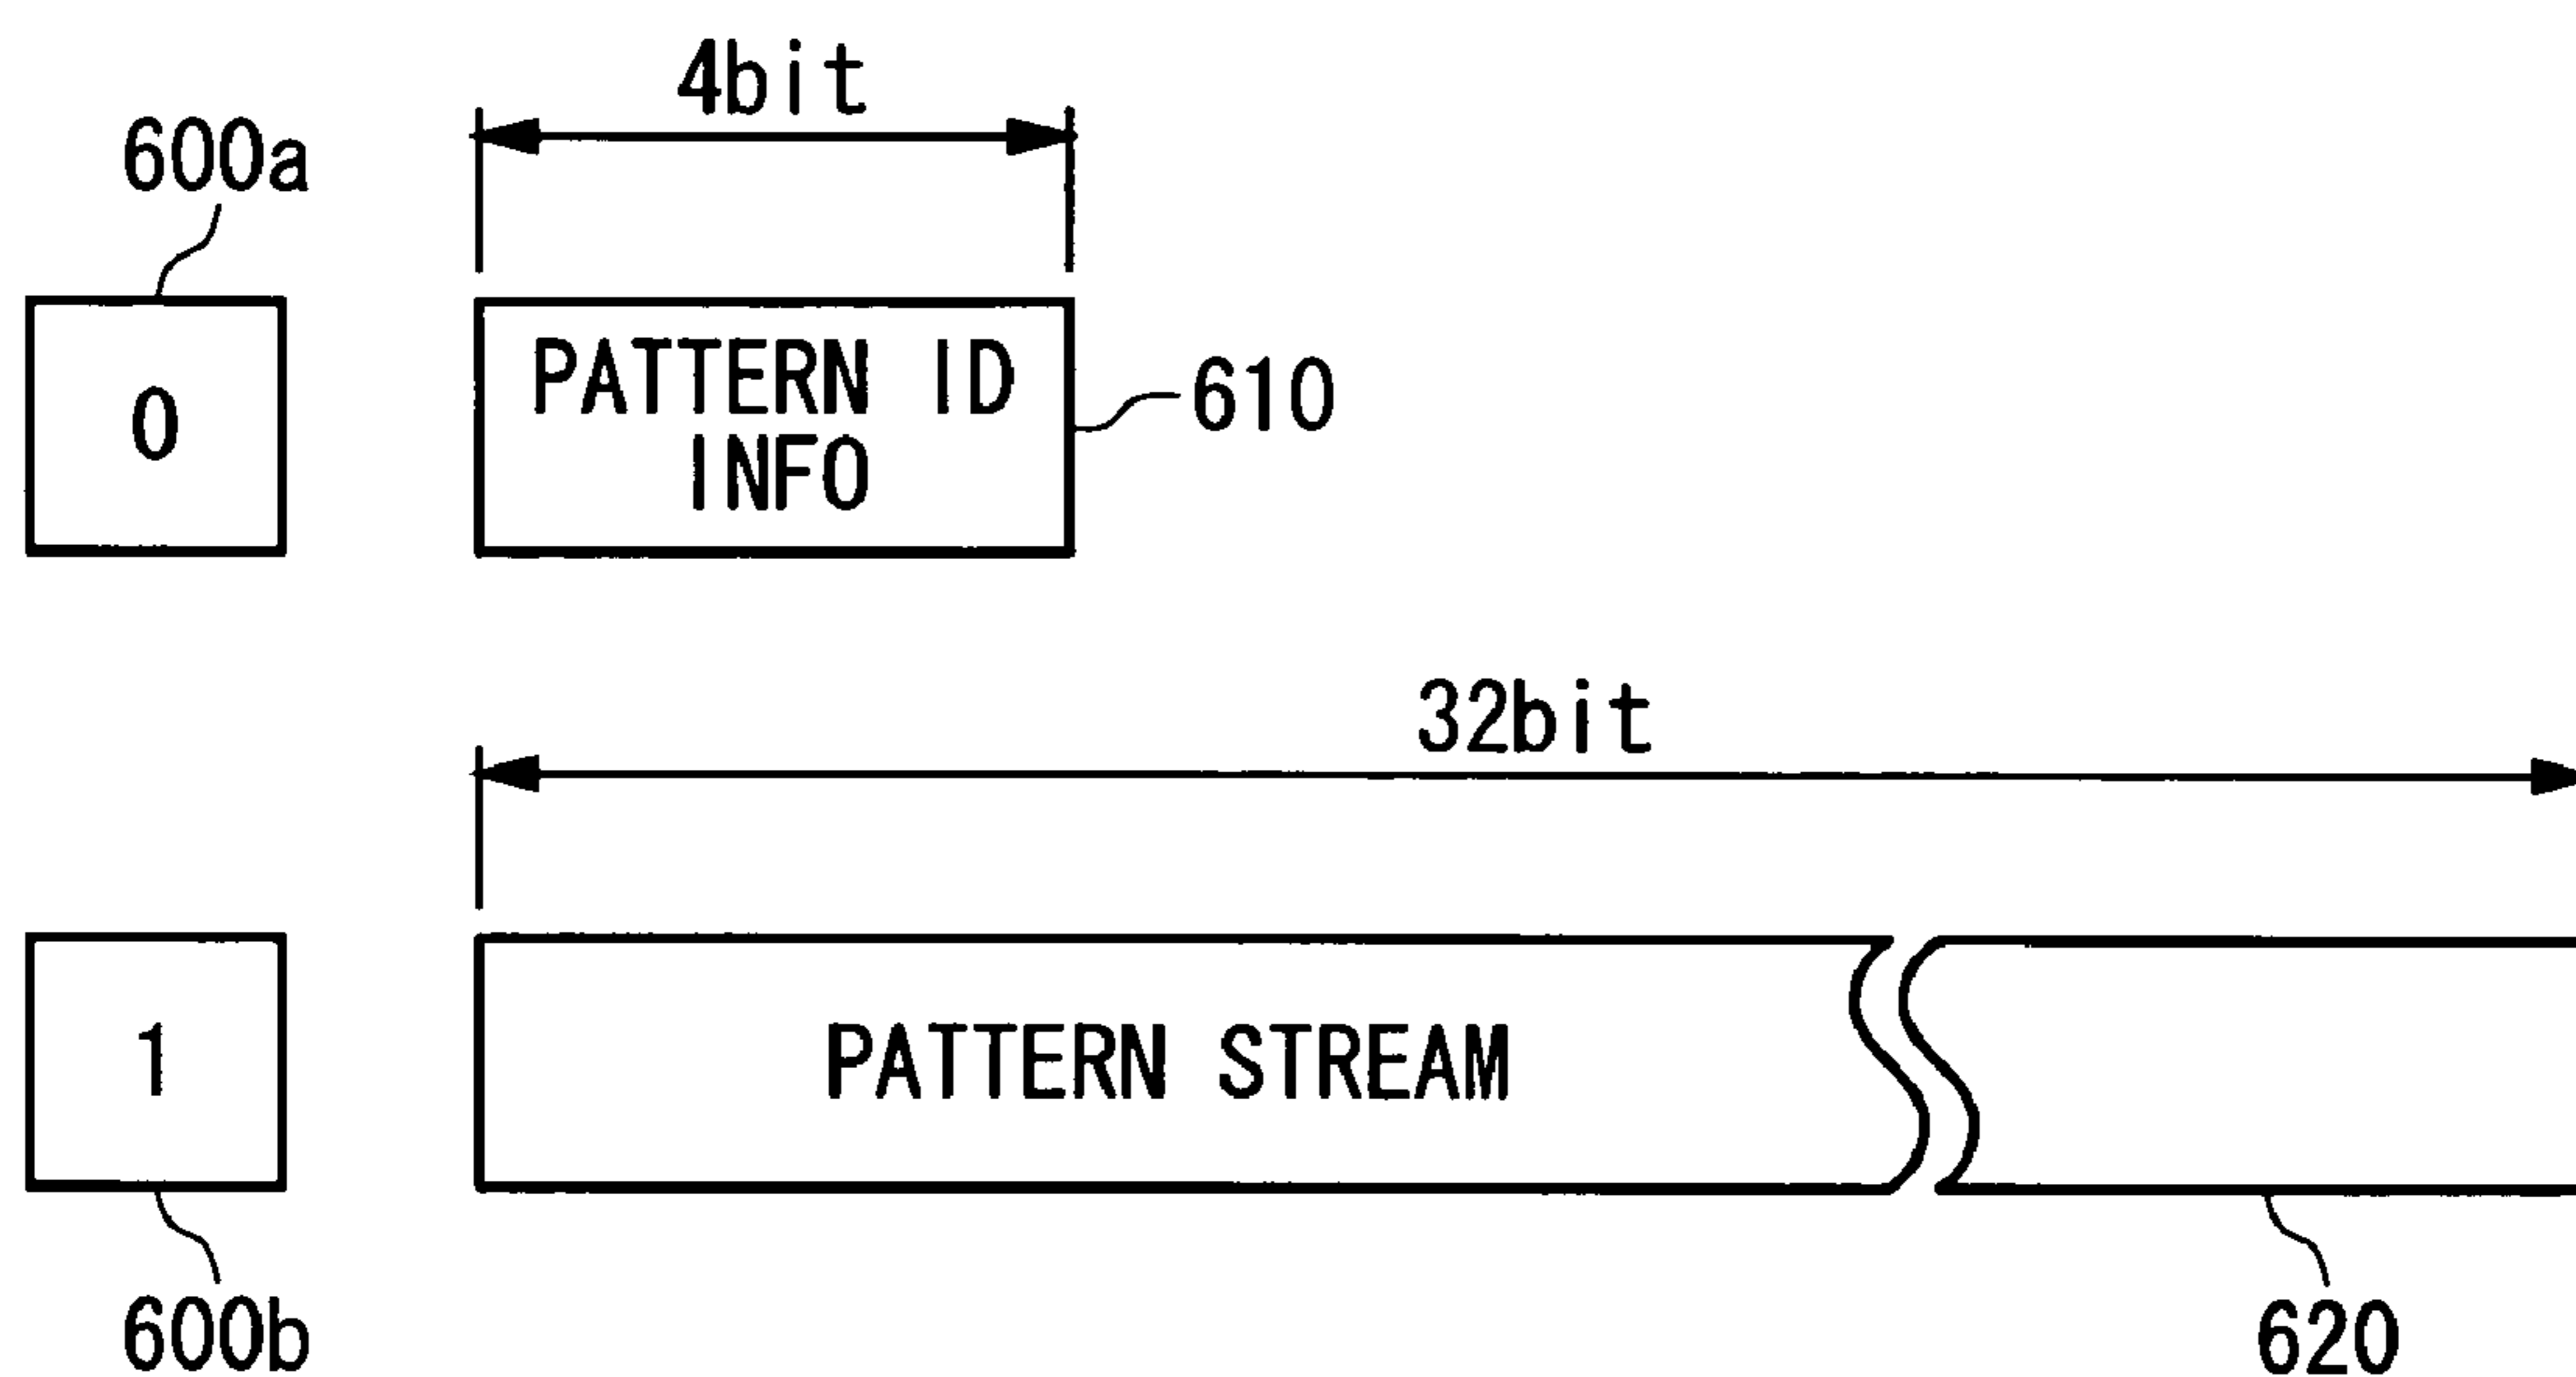 4bit
600a
0
PATTERN ID
INFO
610
32bit
1
PATTERN STREAM
600b
620